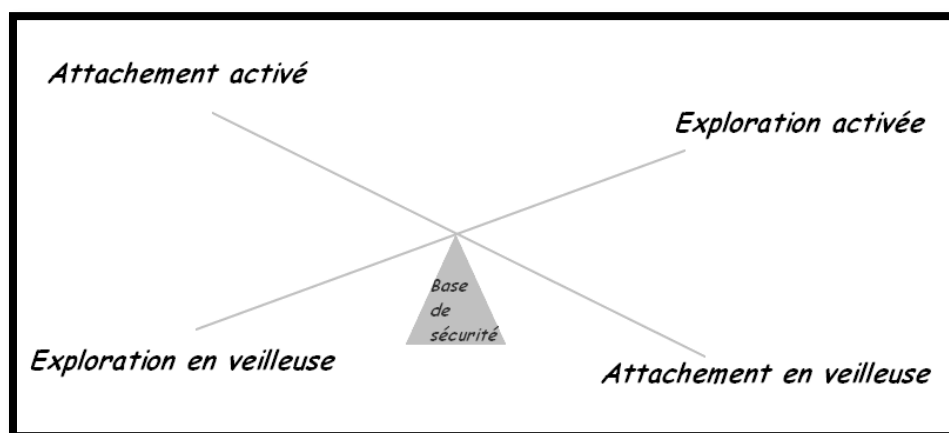 Attachement activé
Exploration activée
Base
de
sécurité
Exploration en veilleuse
Attachement en veilleuse